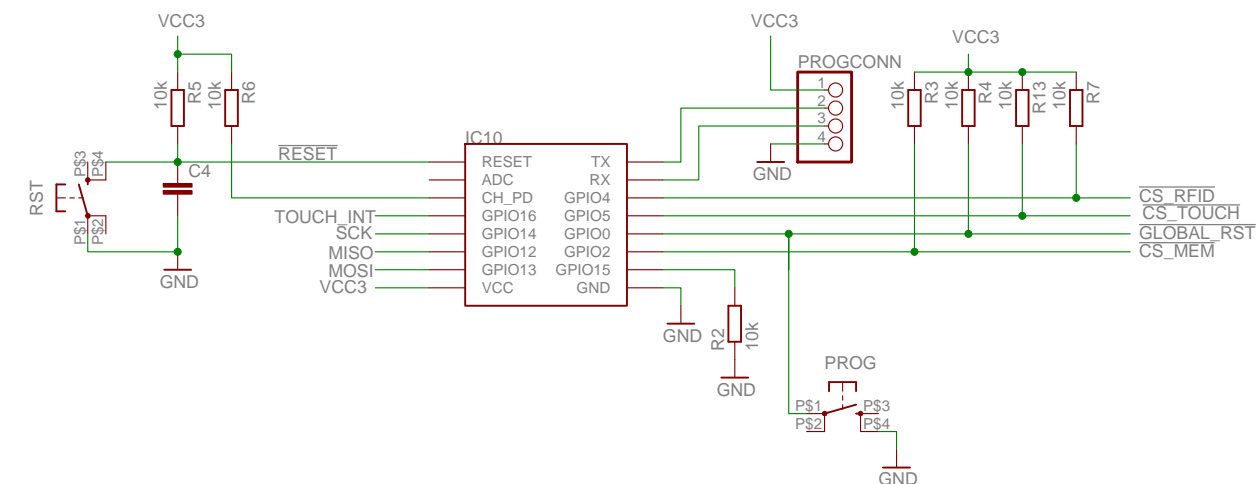 VCC3
VCC3
VCC3
PROGCONN
10k R5
10k R6
1
2
3
4
10k R3
10k R4
10k R13
10k R7
IC10
RESET
GND
P$3 P$4
C4
RST
P$1 P$2
GND
RESET TX
ADC RX
CH_PD GPIO4
GPIO16 GPIO5
GPIO14 GPIO0
GPIO12 GPIO2
GPIO13 GPIO15
VCC GND
TOUCH_INT
SCK
MISO
MOSI
VCC3
CS_RFID
CS_TOUCH
GLOBAL_RST
CS_MEM
GND
R2 10k
GND
PROG
P$1 P$3
P$2 P$4
GND